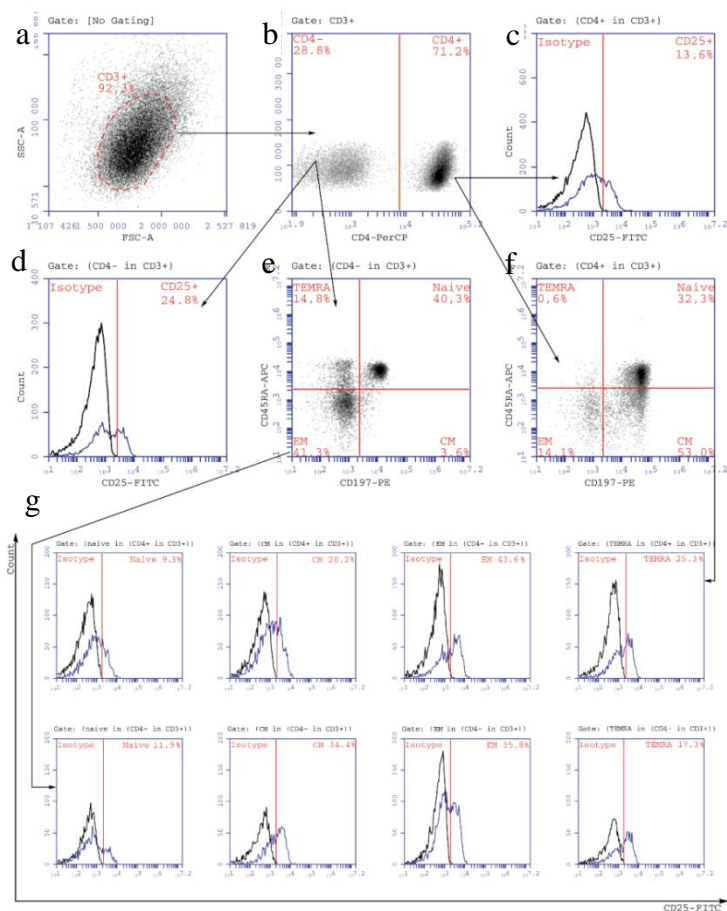 a
Gate: [No Gating]
CD3+
92,3%
SSC-A
FSC-A
b
Gate: CD3+
CD4-
28.8%
CD4+
71.2%
CD4-PerCP
c
Gate: (CD4+ in CD3+)
Isotype
CD25+
13.6%
Count
CD25-FITC
d
Gate: (CD4- in CD3+)
Isotype
CD25+
24.8%
Count
CD25-FITC
e
Gate: (CD4- in CD3+)
TEMRA
14,8%
Naive
40,3%
EM
41.3%
CM
3.6%
CD45RA-APC
CD197-PE
f
Gate: (CD4+ in CD3+)
TEMRA
0,6%
Naive
32,3%
EM
14.1%
CM
53.0%
CD45RA-APC
CD197-PE
g
Count
Gate: (naive in (CD4+ in CD3+))
Isotype
Naive 9.3%
Gate: (CM in (CD4+ in CD3+))
Isotype
CM 20.2%
Gate: (EM in (CD4+ in CD3+))
Isotype
EM 43.6%
Gate: (TEMRA in (CD4+ in CD3+))
Isotype
TEMRA 25.3%
Gate: (naive in (CD4- in CD3+))
Isotype
Naive 11.9%
Gate: (CM in (CD4- in CD3+))
Isotype
CM 34.4%
Gate: (EM in (CD4- in CD3+))
Isotype
EM 35.8%
Gate: (TEMRA in (CD4- in CD3+))
Isotype
TEMRA 17.3%
CD25-FITC